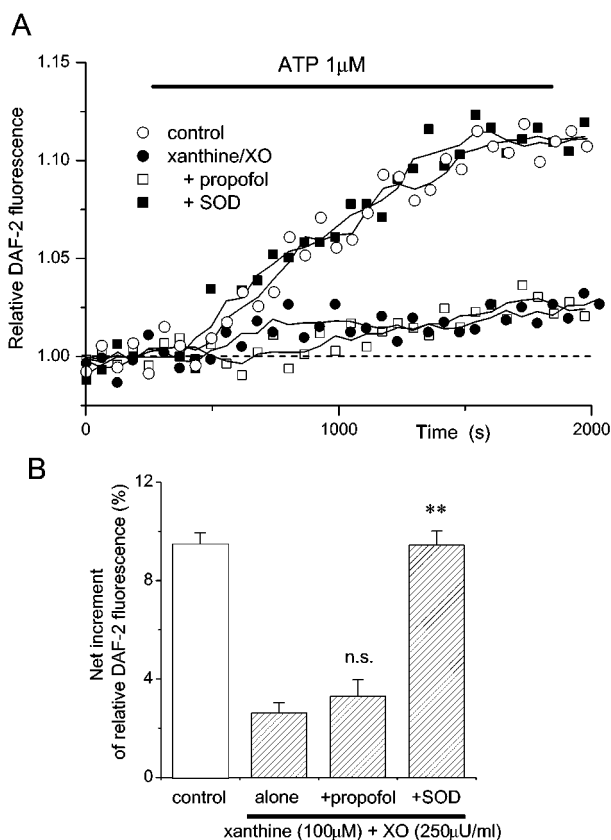 A
Relative DAF-2 fluorescence
1.15
1.10
1.05
1.00
ATP 1μM
control
xanthine/XO
+ propofol
+ SOD
0
1000
2000
Time (s)
B
Net increment
of relative DAF-2 fluorescence (%)
12
8
4
0
n.s.
**
control
alone
+propofol
+SOD
xanthine (100μM) + XO (250μU/ml)